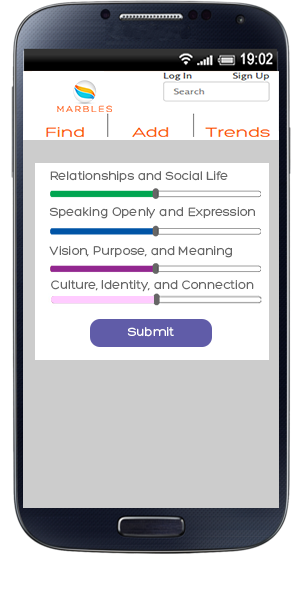 19:02
Log In Sign Up
Search
MARBLES
Find Add Trends
Relationships and Social Life
Speaking Openly and Expression
Vision, Purpose, and Meaning
Culture, Identity, and Connection
Submit